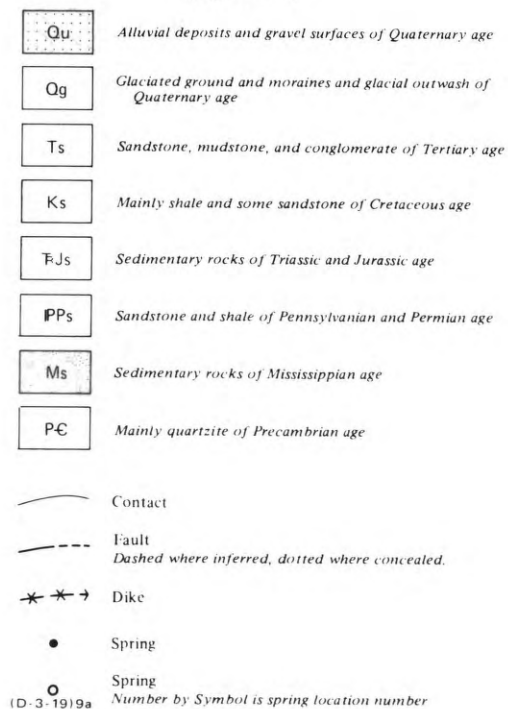 Qu Alluvial deposits and gravel surfaces of Quaternary age
Qg Glaciated ground and moraines and glacial outwash of
Quaternary age
Ts Sandstone, mudstone, and conglomerate of Tertiary age
Ks Mainly shale and some sandstone of Cretaceous age
TRJs Sedimentary rocks of Triassic and Jurassic age
PPs Sandstone and shale of Pennsylvanian and Permian age
Ms Sedimentary rocks of Mississippian age
P-C Mainly quartzite of Precambrian age
Contact
Fault
Dashed where inferred, dotted where concealed.
Dike
Spring
Spring
(D-3-19)9a Number by Symbol is spring location number